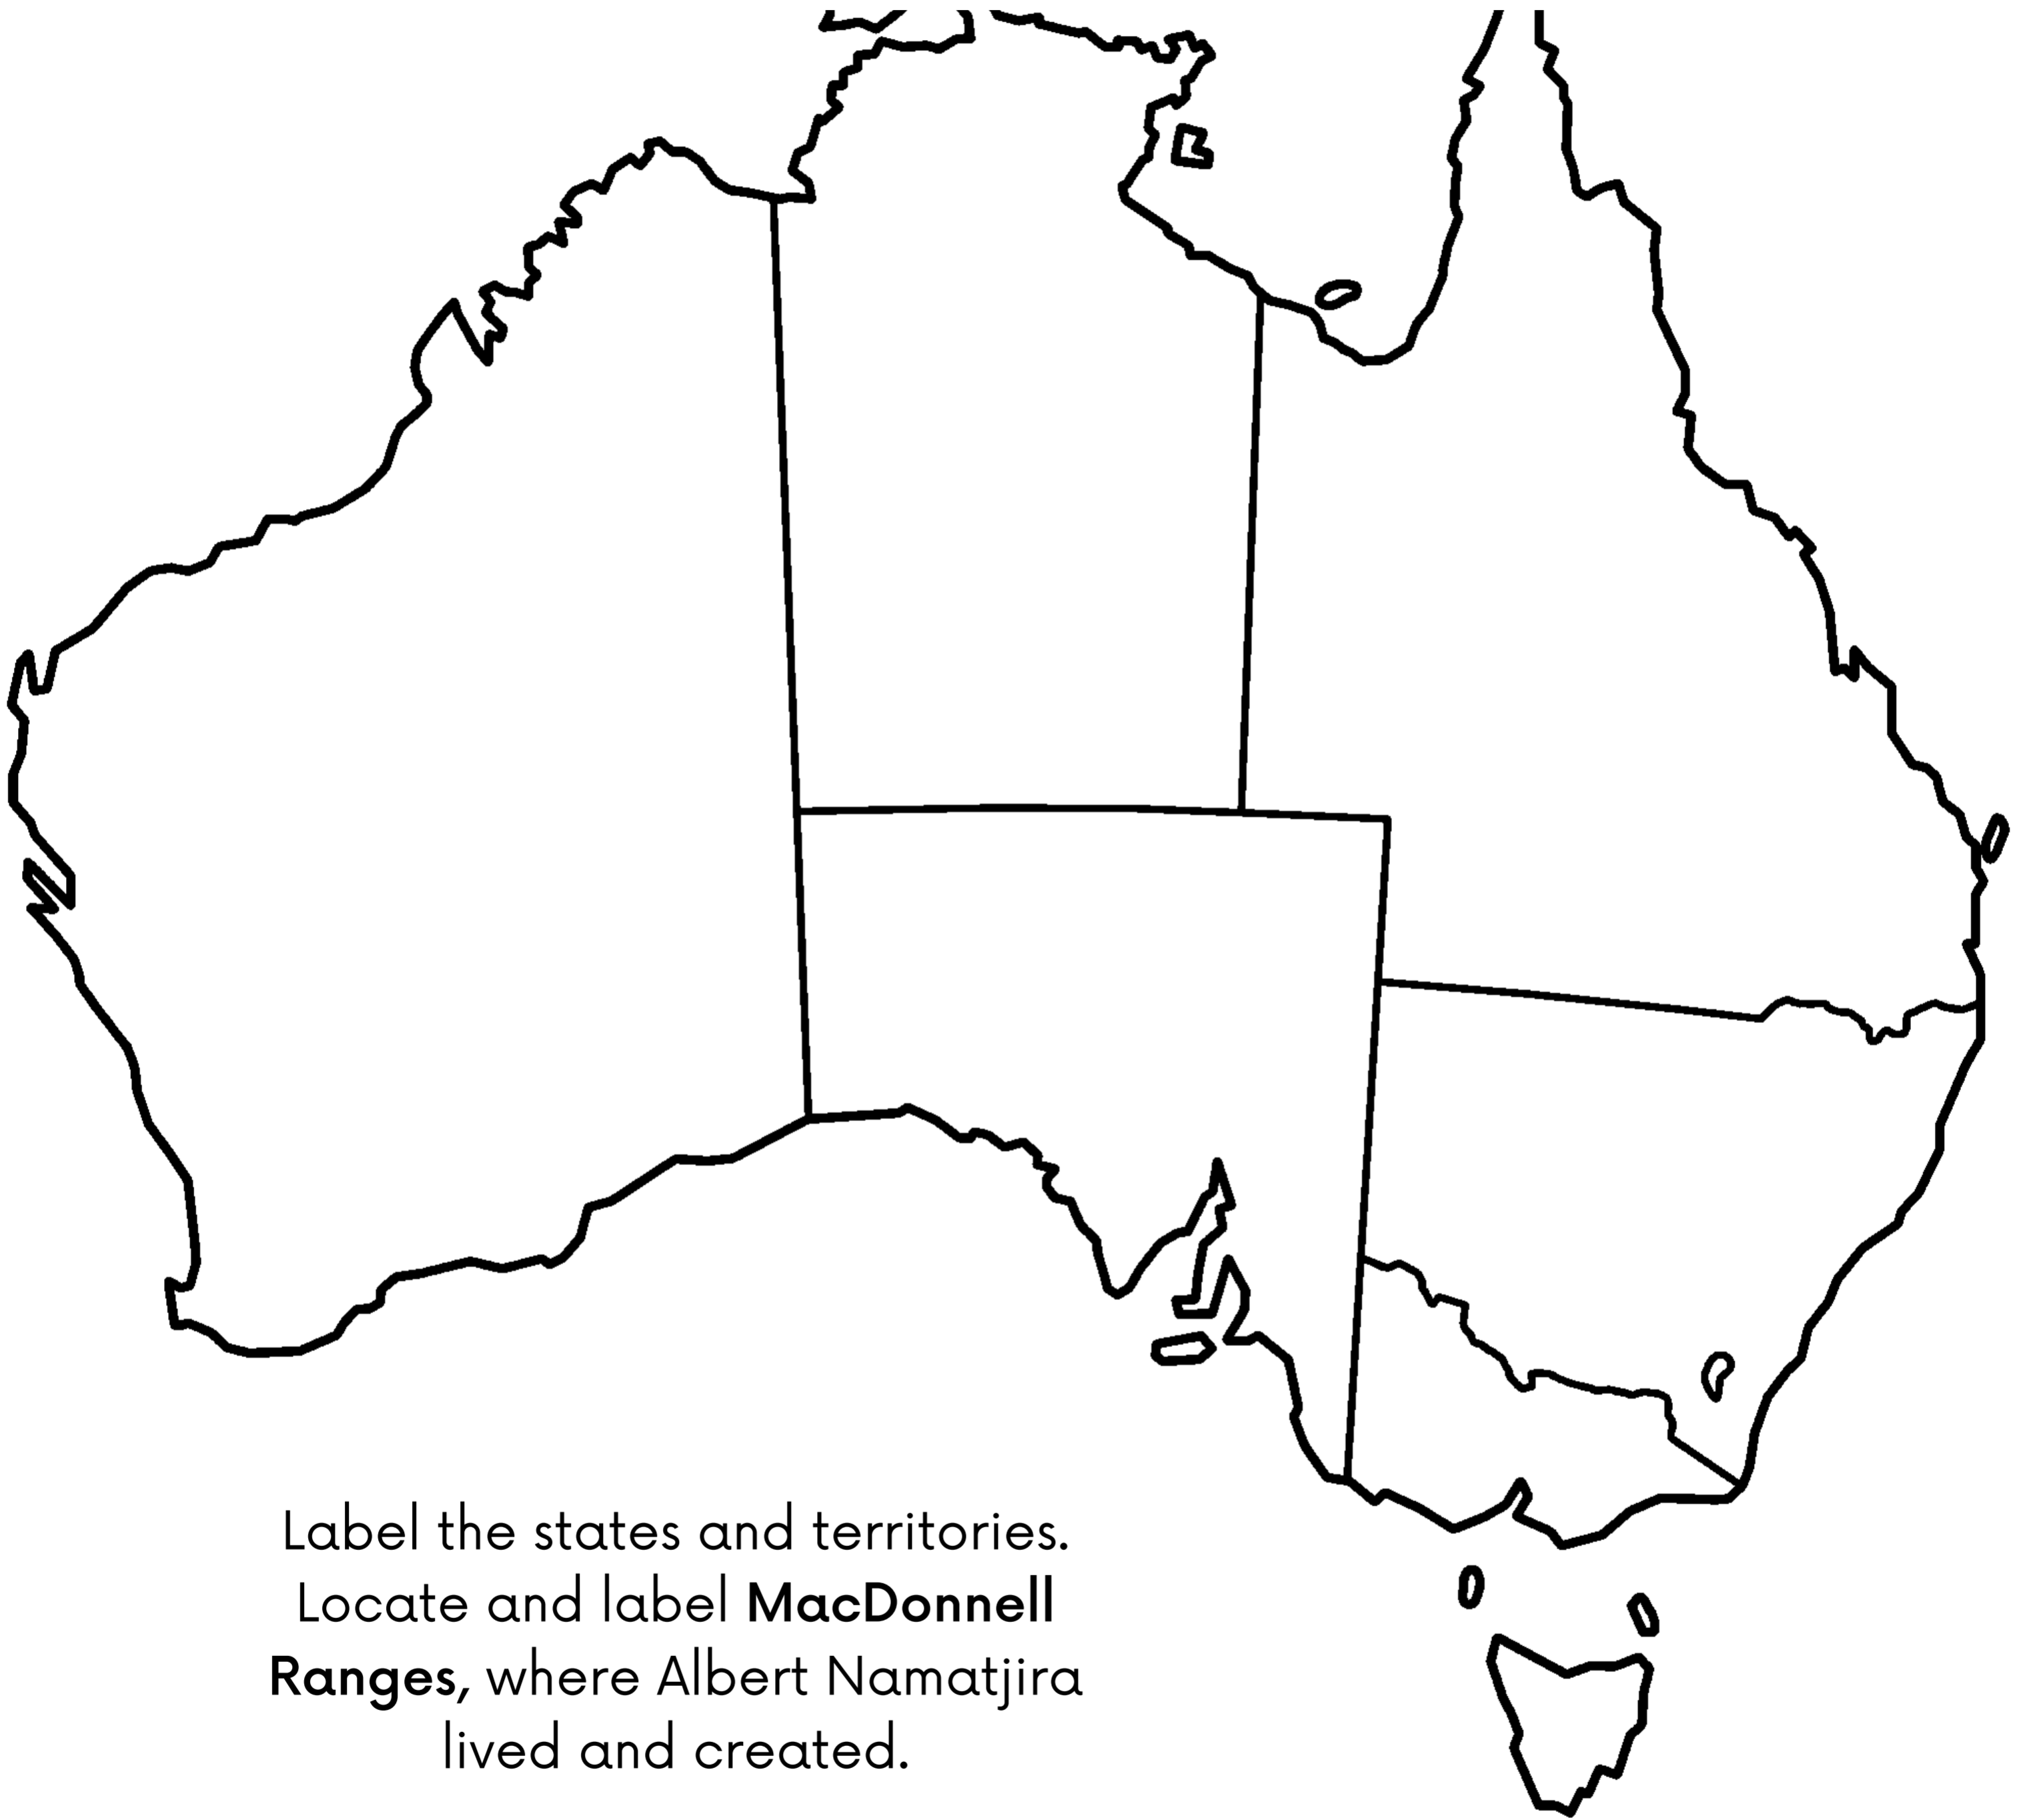 Label the states and territories.
Locate and label MacDonnell
Ranges, where Albert Namatjira
lived and created.